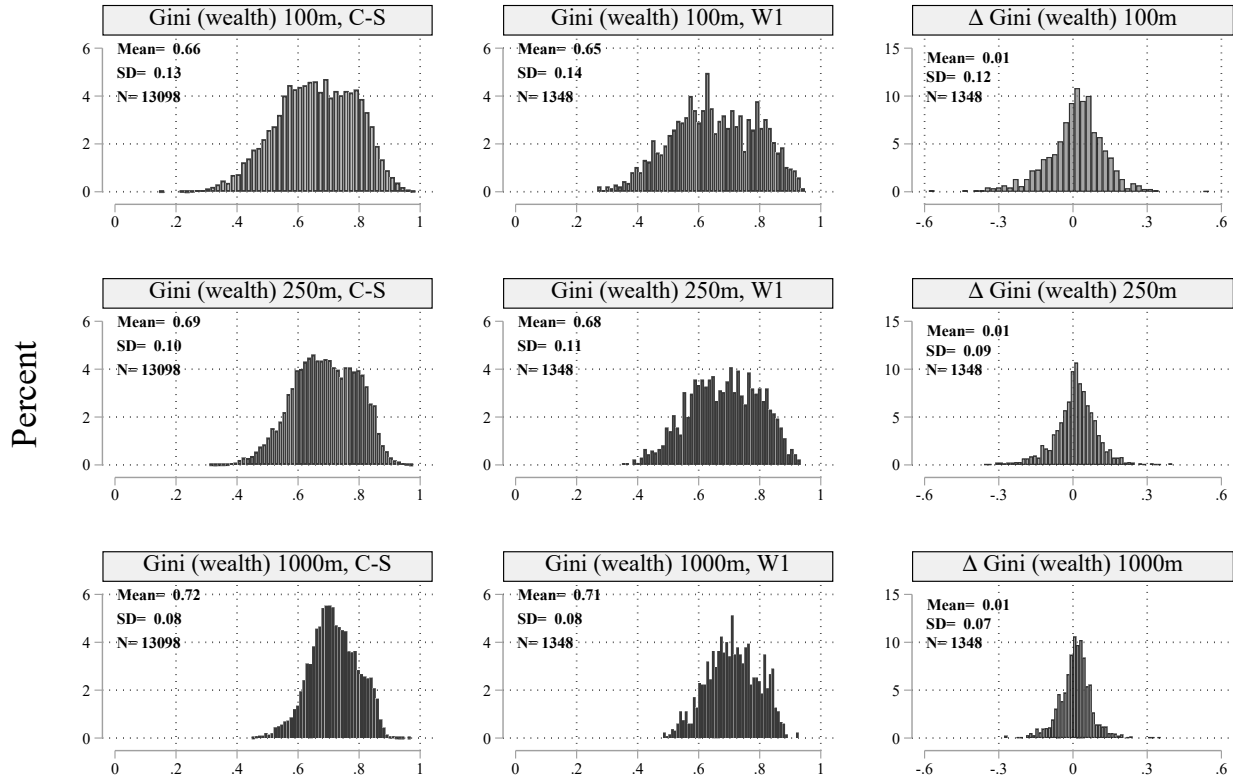 Percent
Gini (wealth) 100m, C-S
Mean= 0.66
SD= 0.13
N= 13098
6
4
2
0
0 .2 .4 .6 .8 1
Gini (wealth) 100m, W1
Mean= 0.65
SD= 0.14
N= 1348
6
4
2
0
0 .2 .4 .6 .8 1
Δ Gini (wealth) 100m
Mean= 0.01
SD= 0.12
N= 1348
15
10
5
0
-.6 -.3 0 .3 .6
Gini (wealth) 250m, C-S
Mean= 0.69
SD= 0.10
N= 13098
6
4
2
0
0 .2 .4 .6 .8 1
Gini (wealth) 250m, W1
Mean= 0.68
SD= 0.11
N= 1348
6
4
2
0
0 .2 .4 .6 .8 1
Δ Gini (wealth) 250m
Mean= 0.01
SD= 0.09
N= 1348
15
10
5
0
-.6 -.3 0 .3 .6
Gini (wealth) 1000m, C-S
Mean= 0.72
SD= 0.08
N= 13098
6
4
2
0
0 .2 .4 .6 .8 1
Gini (wealth) 1000m, W1
Mean= 0.71
SD= 0.08
N= 1348
6
4
2
0
0 .2 .4 .6 .8 1
Δ Gini (wealth) 1000m
Mean= 0.01
SD= 0.07
N= 1348
15
10
5
0
-.6 -.3 0 .3 .6